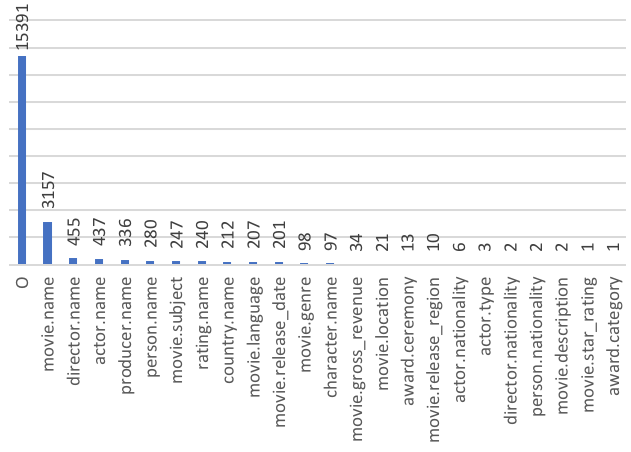 15391
3157
455
437
336
280
247
240
212
207
201
98
97
34
21
13
10
6
3
2
2
2
1
1
O
movie.name
director.name
actor.name
producer.name
person.name
movie.subject
rating.name
country.name
movie.language
movie.release_date
movie.genre
character.name
movie.gross_revenue
movie.location
award.ceremony
movie.release_region
actor.nationality
actor.type
director.nationality
person.nationality
movie.description
movie.star_rating
award.category